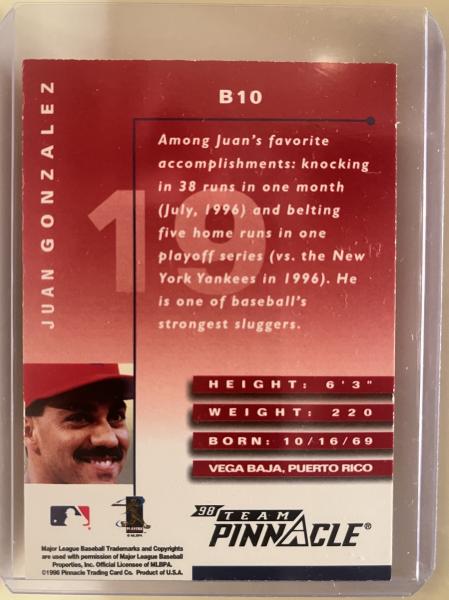 B10
JUAN GONZALEZ
19
Among Juan's favorite
accomplishments: knocking
in 38 runs in one month
(July, 1996) and belting
five home runs in one
playoff series (vs. the New
York Yankees in 1996). He
is one of baseball's
strongest sluggers.
HEIGHT: 6'3"
WEIGHT: 220
BORN: 10/16/69
VEGA BAJA, PUERTO RICO
98 TEAM
PINNACLE®
Major League Baseball Trademarks and Copyrights
are used with permission of Major League Baseball
Properties, Inc. Official Licensee of MLBPA.
©1996 Pinnacle Trading Card Co. Product of U.S.A.